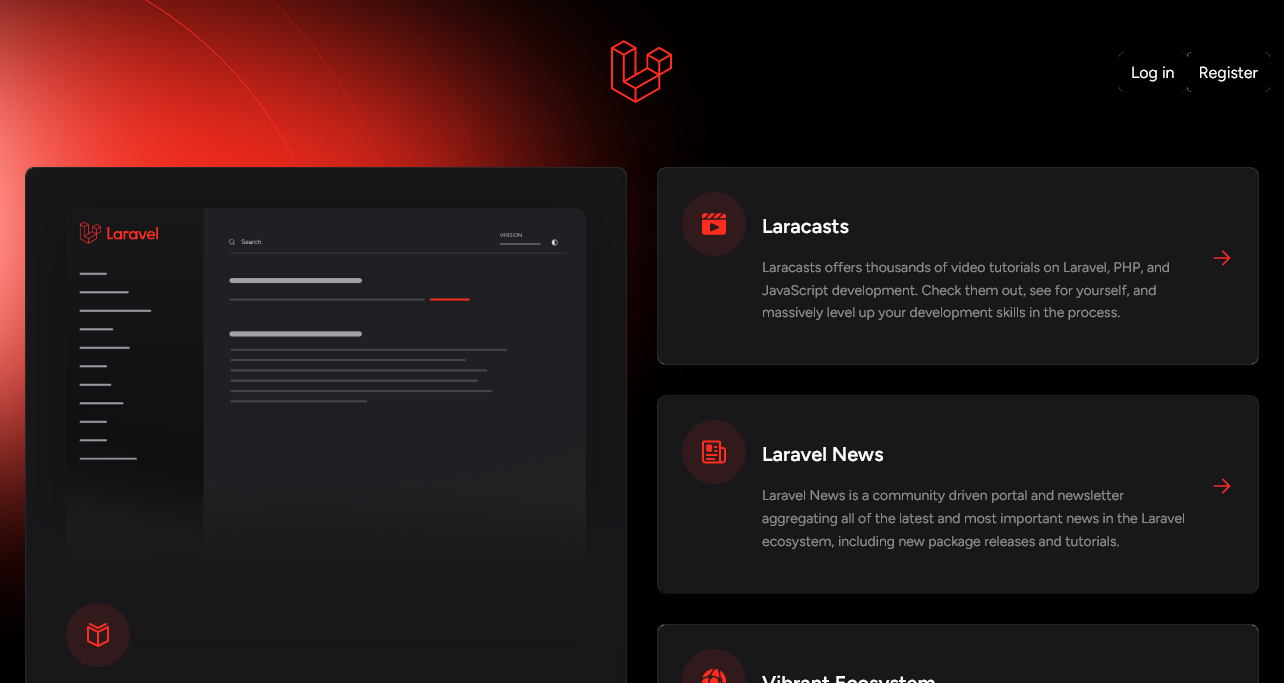 Log in
Register
Laravel
Search
VERSION
Laracasts
Laracasts offers thousands of video tutorials on Laravel, PHP, and
JavaScript development. Check them out, see for yourself, and
massively level up your development skills in the process.
Laravel News
Laravel News is a community driven portal and newsletter
aggregating all of the latest and most important news in the Laravel
ecosystem, including new package releases and tutorials.
Vibrant Ecosystem